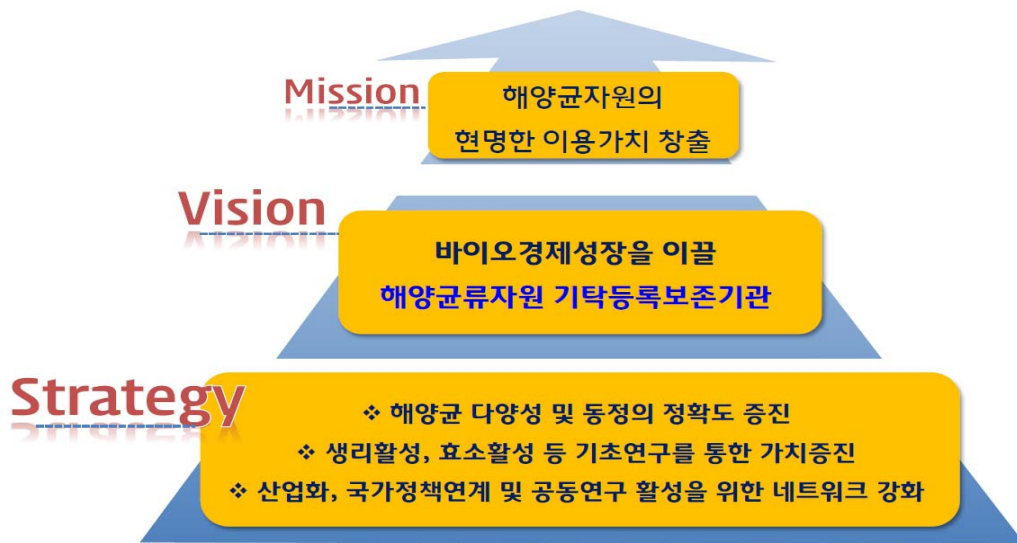 Mission
해양균자원의
현명한 이용가치 창출
Vision
바이오경제성장을 이끌
해양균류자원 기탁등록보존기관
Strategy
❖ 해양균 다양성 및 동정의 정확도 증진
❖ 생리활성, 효소활성 등 기초연구를 통한 가치증진
❖ 산업화, 국가정책연계 및 공동연구 활성을 위한 네트워크 강화